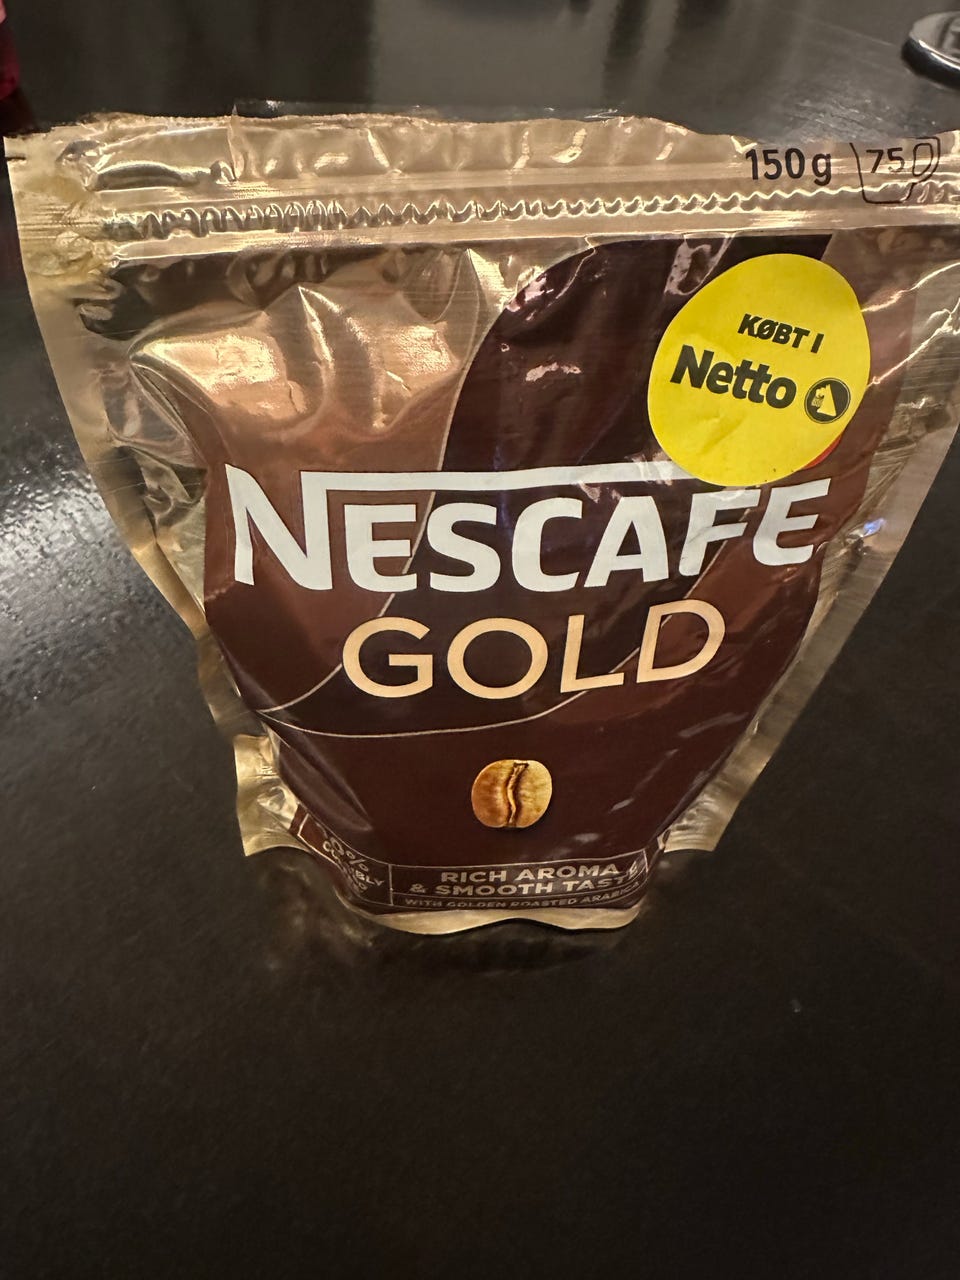 150g 75
KØBT I
Netto
NESCAFE
GOLD
RICH AROMA
& SMOOTH TASTE
WITH GOLDEN ROASTED ARABICA